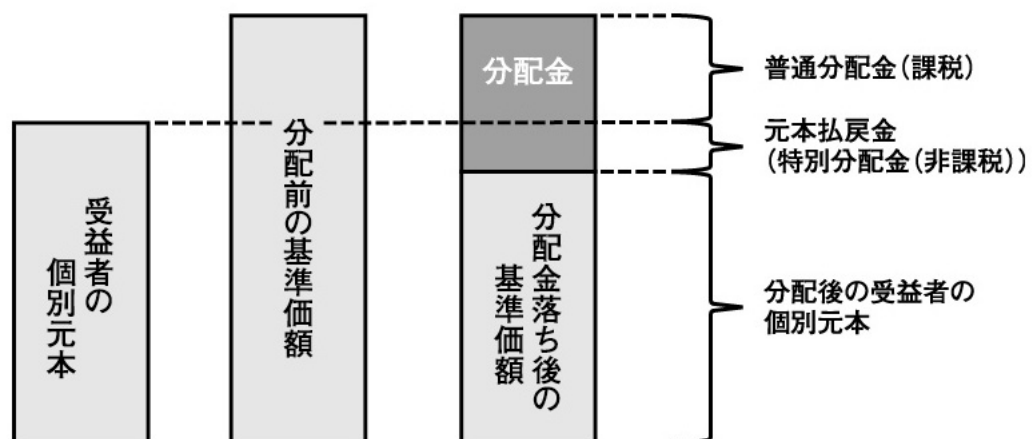 受益者の
個別元本
分配前の基準価額
分配金
分配金落ち後の
基準価額
普通分配金(課税)
元本払戻金
(特別分配金(非課税))
分配後の受益者の
個別元本